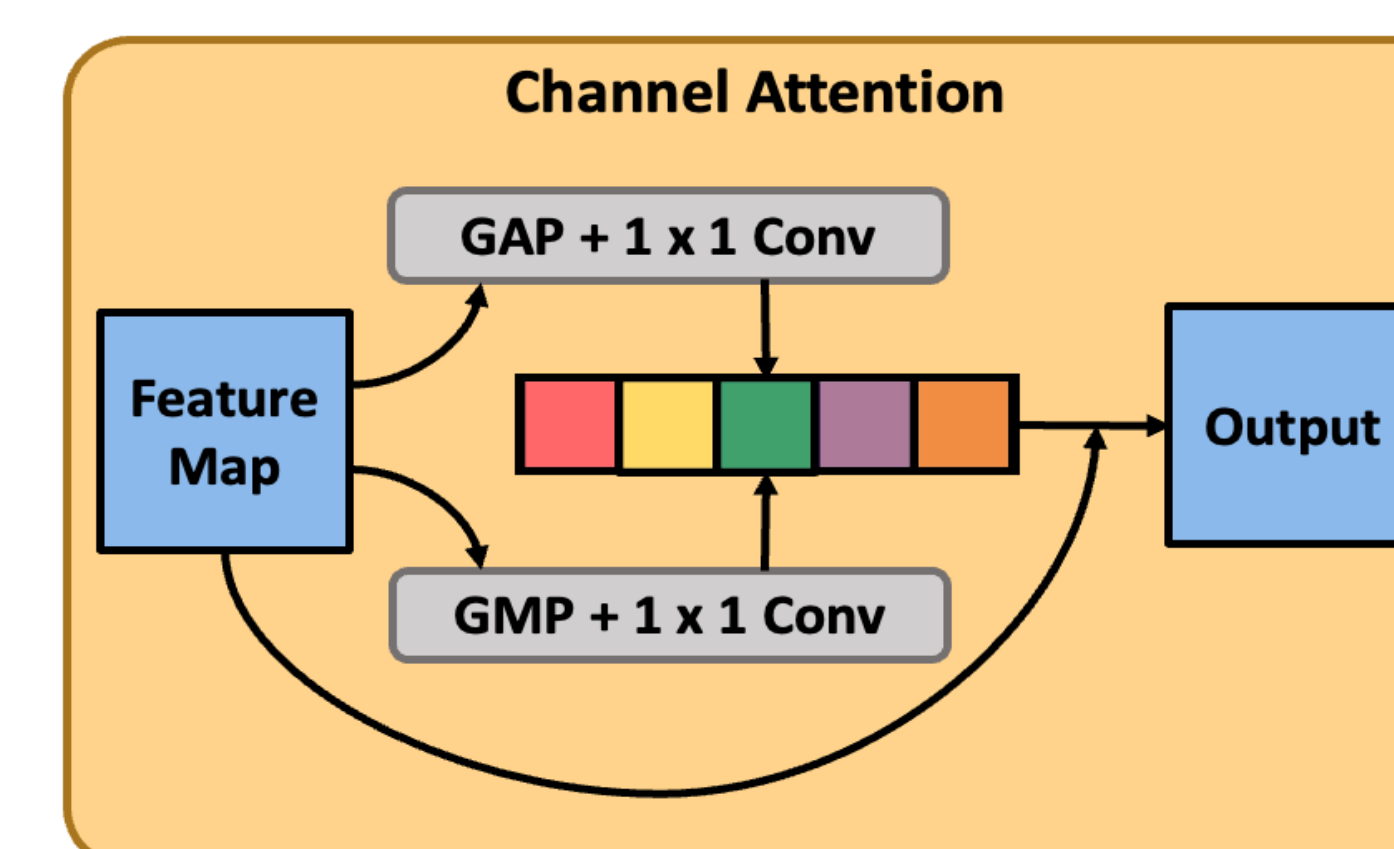 Channel Attention
GAP + 1 x 1 Conv
Feature
Map
Output
GMP + 1 x 1 Conv